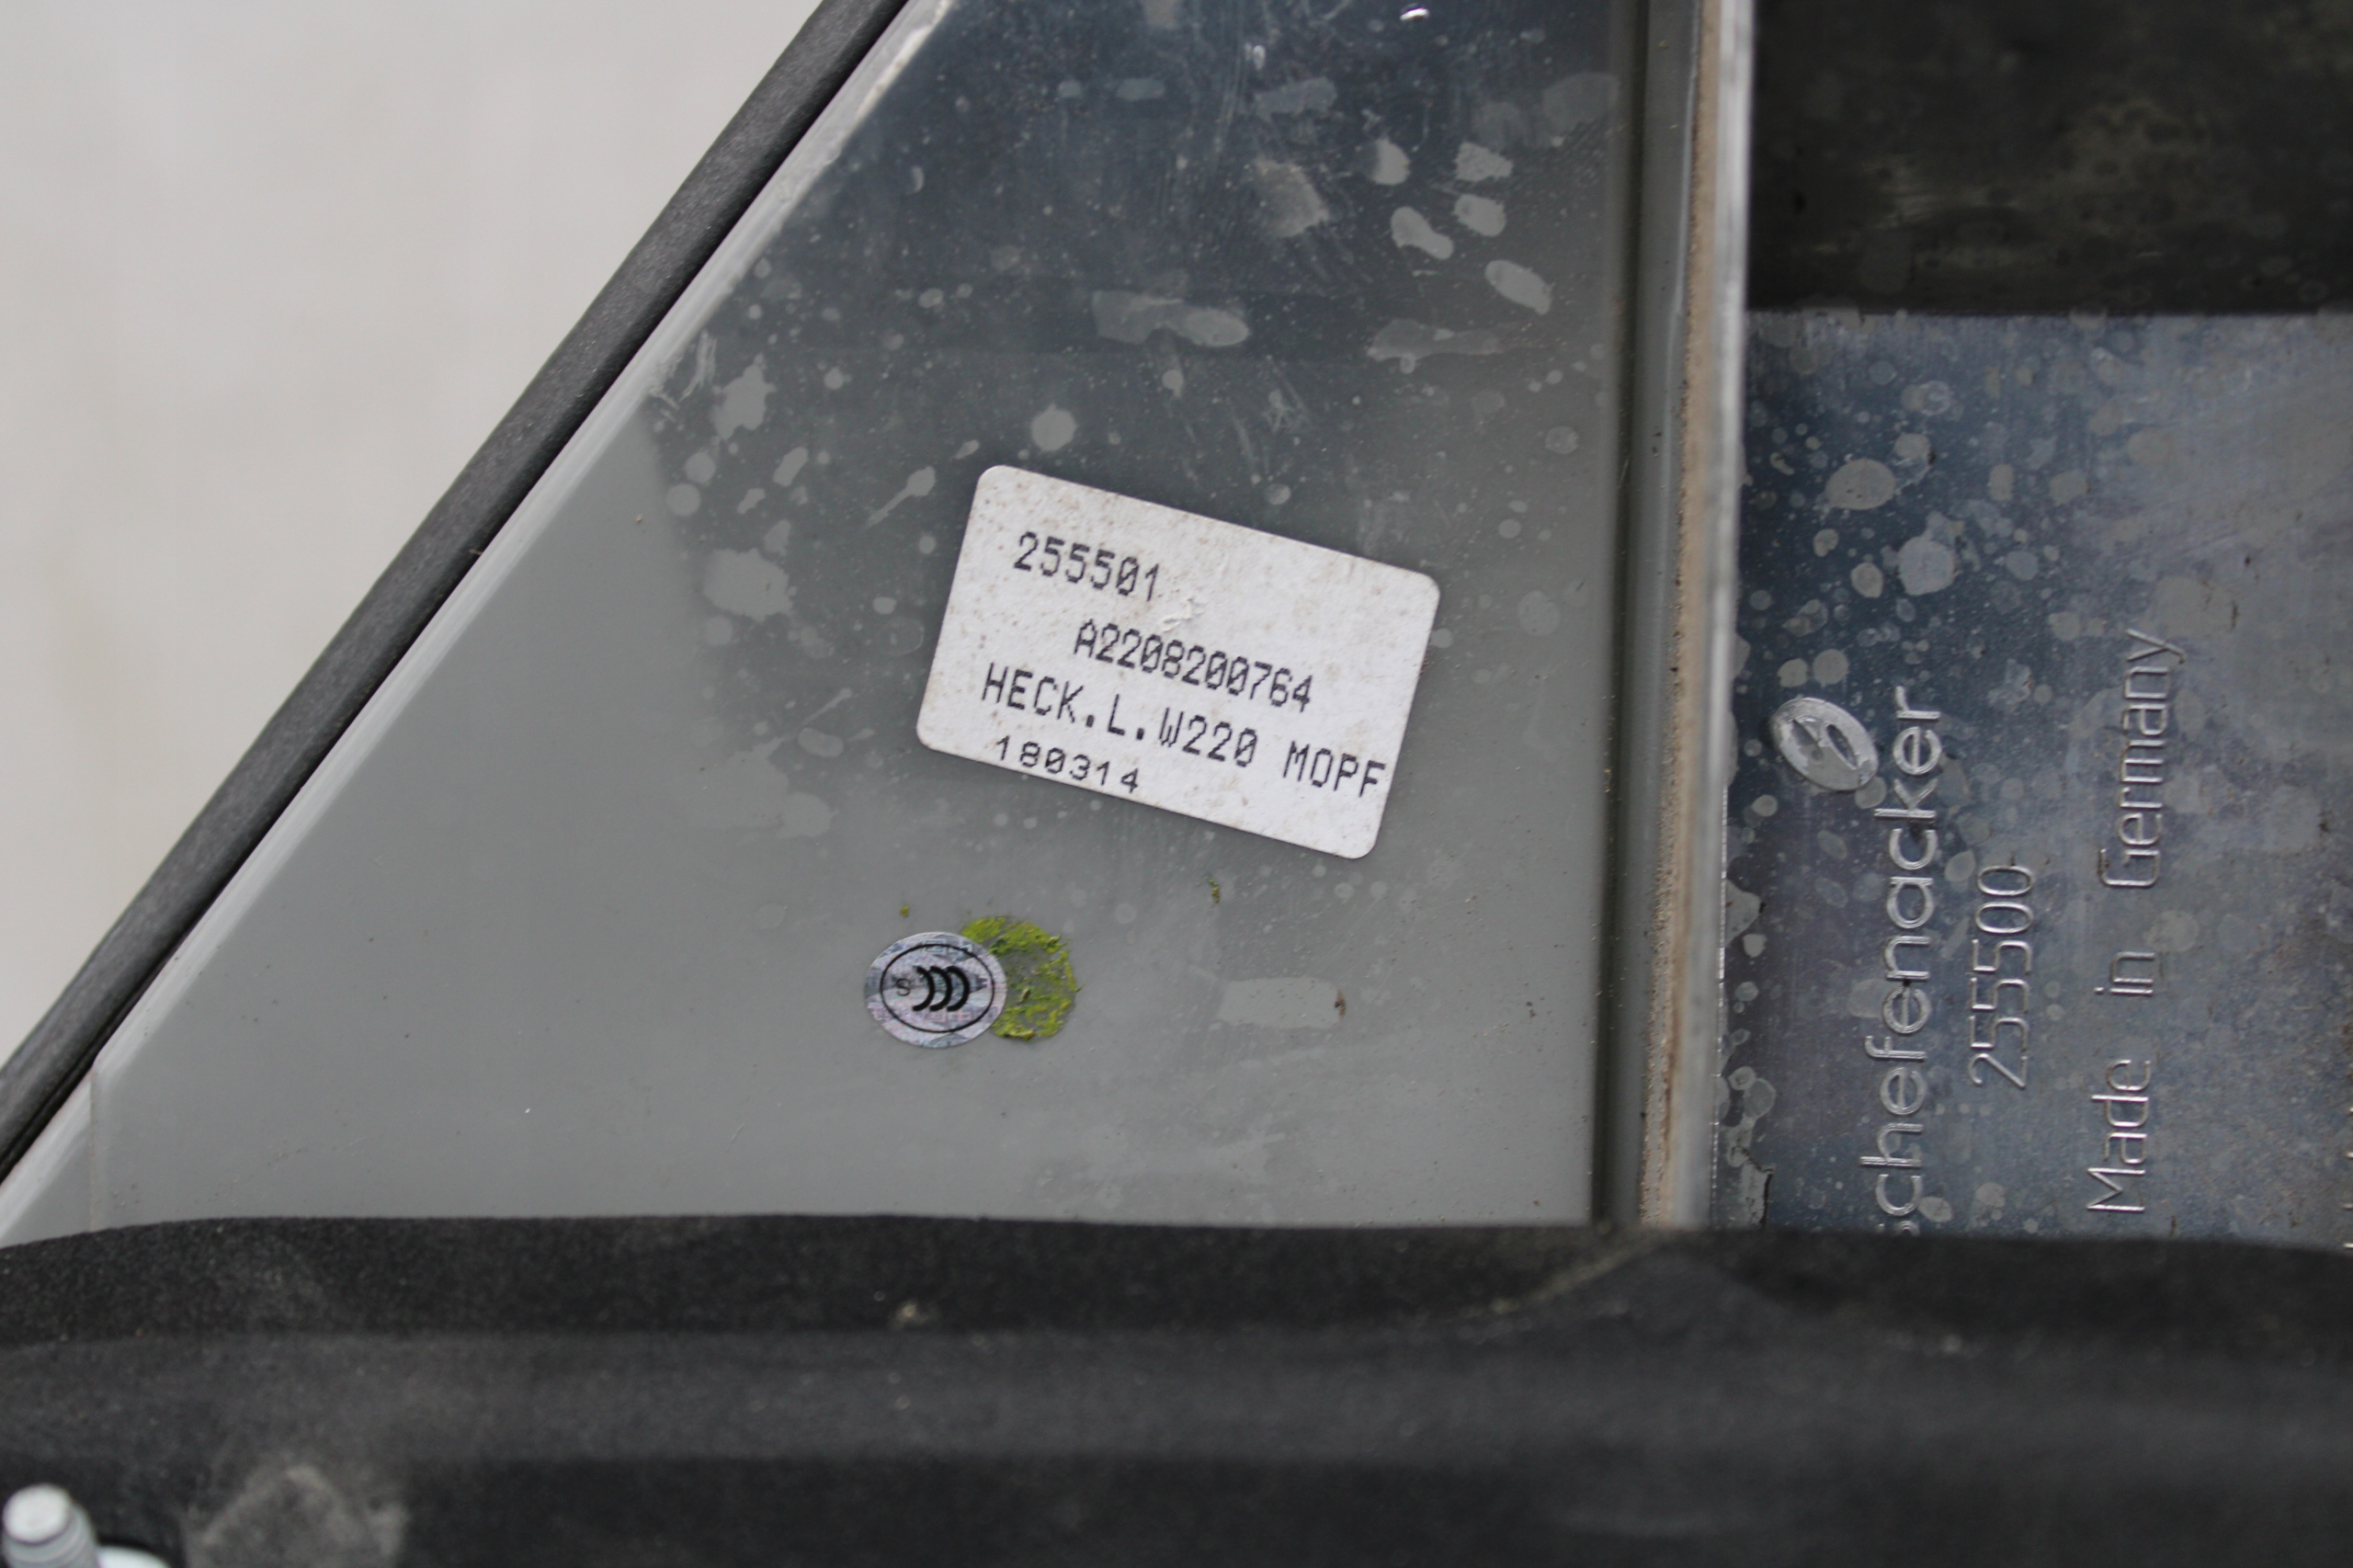 255501
A2208200764
HECK.L.W220 MOPF
180314
S
chefenacker
255500
Made in Germany